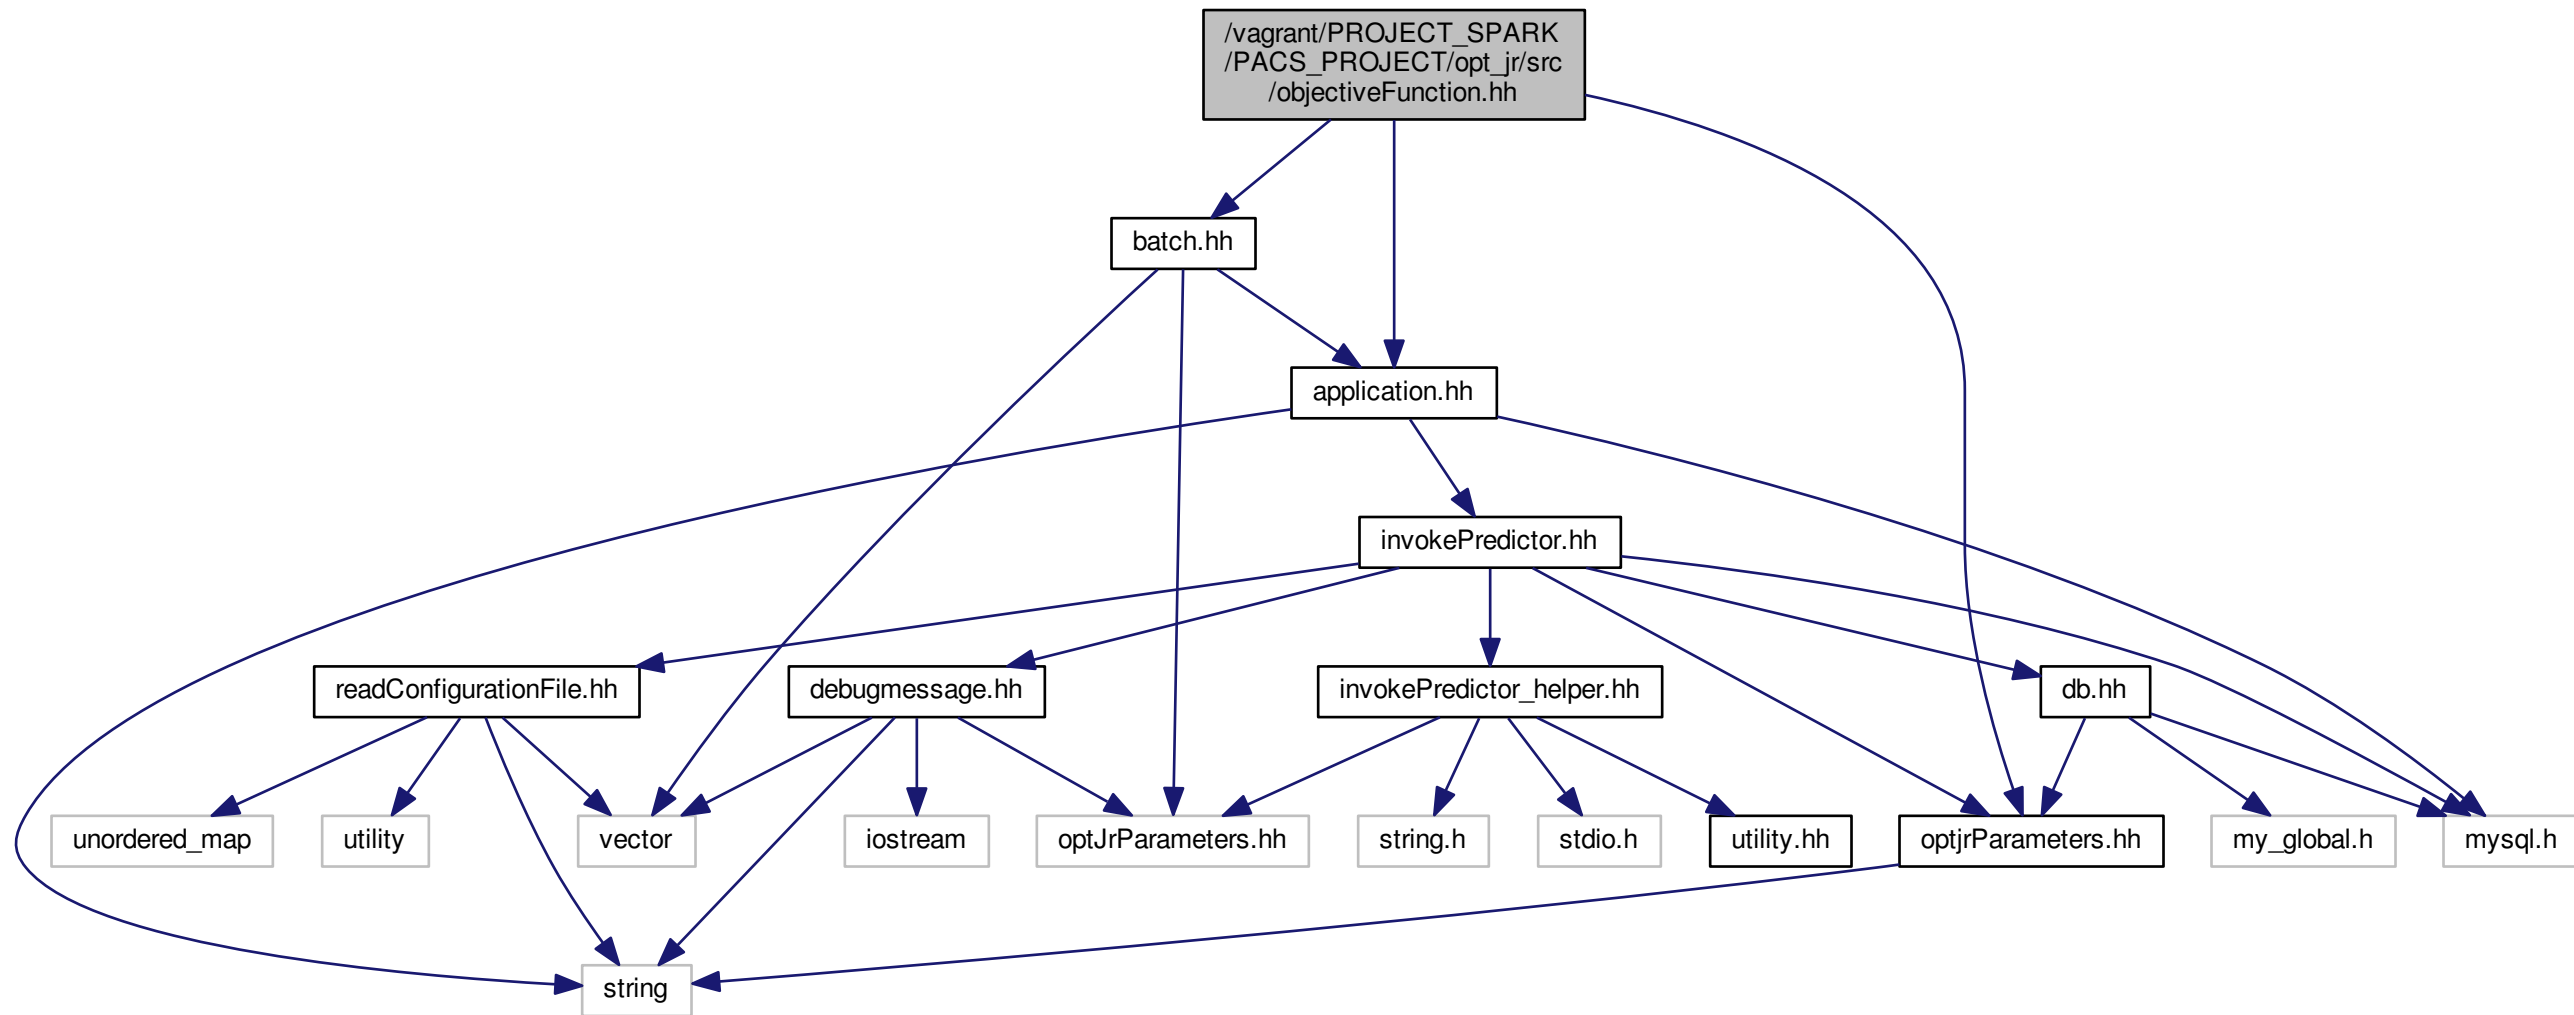 /vagrant/PROJECT_SPARK
/PACS_PROJECT/opt_jr/src
/objectiveFunction.hh
batch.hh
application.hh
invokePredictor.hh
readConfigurationFile.hh
debugmessage.hh
invokePredictor_helper.hh
db.hh
unordered_map
utility
vector
iostream
optJrParameters.hh
string.h
stdio.h
utility.hh
optjrParameters.hh
my_global.h
mysql.h
string